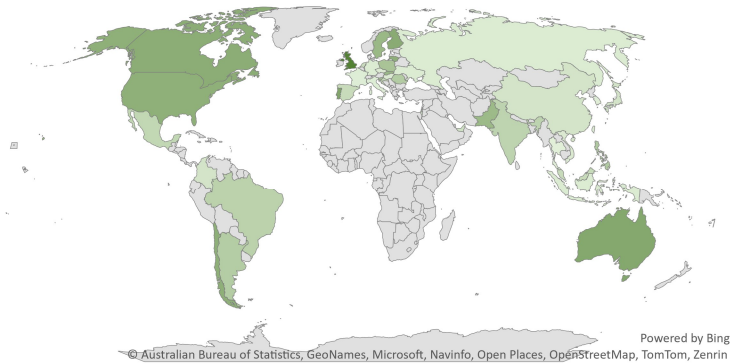 Powered by Bing
© Australian Bureau of Statistics, GeoNames, Microsoft, Navinfo, Open Places, OpenStreetMap, TomTom, Zenrin